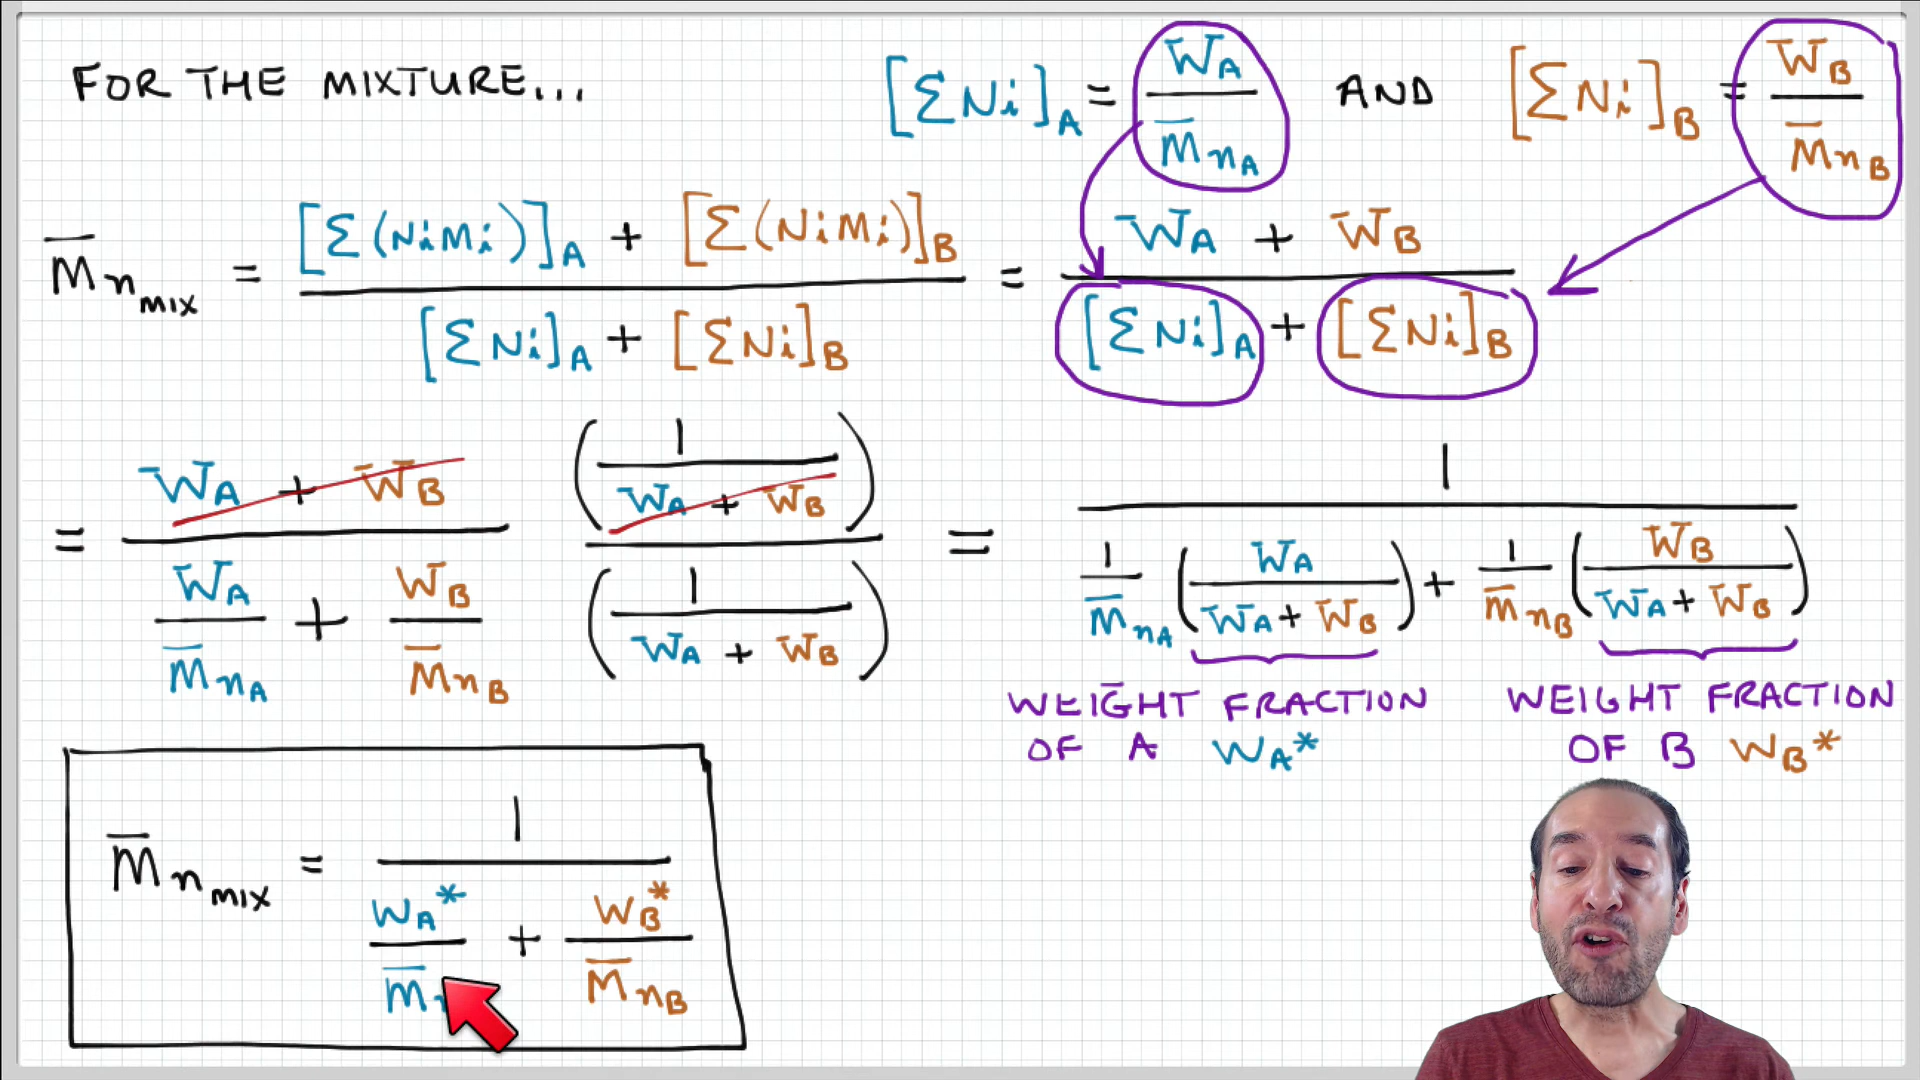 FOR THE MIXTURE...
[ΣNi]A = WA / M̄nA AND [ΣNi]B = WB / M̄nB
M̄nMIX = ([Σ(NiMi)]A + [Σ(NiMi)]B) / ([ΣNi]A + [ΣNi]B) = (WA + WB) / ([ΣNi]A + [ΣNi]B)
= (WA + WB) / (WA / M̄nA + WB / M̄nB) (1 / (WA + WB)) / (1 / (WA + WB)) = 1 / (1/M̄nA (WA / (WA + WB)) + 1/M̄nB (WB / (WA + WB)))
WEIGHT FRACTION OF A WA*
WEIGHT FRACTION OF B WB*
M̄nMIX = 1 / (WA* / M̄n + WB* / M̄nB)